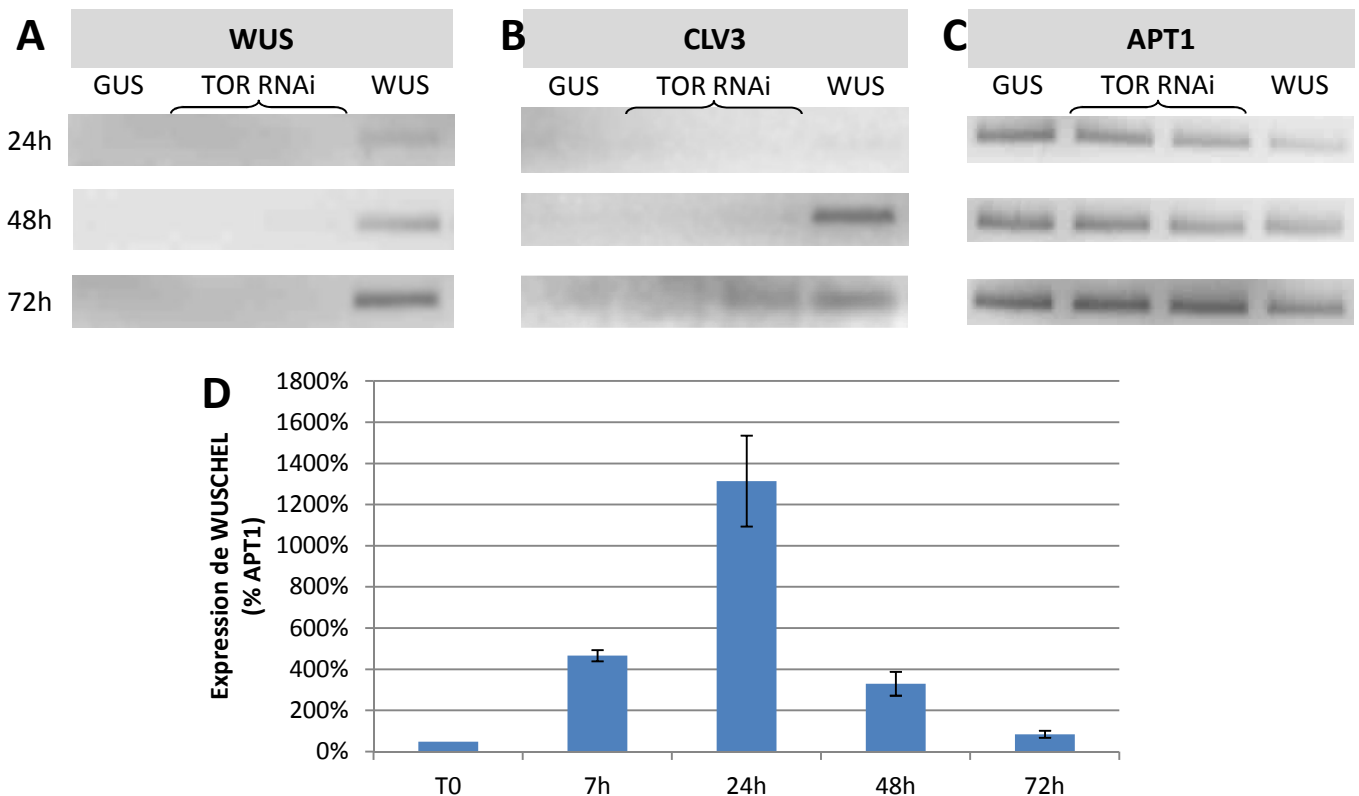 A
WUS
B
CLV3
C
APT1
GUS TOR RNAi WUS
GUS TOR RNAi WUS
GUS TOR RNAi WUS
24h
48h
72h
D
Expression de WUSCHEL
(% APT1)
1800%
1600%
1400%
1200%
1000%
800%
600%
400%
200%
0%
T0 7h 24h 48h 72h